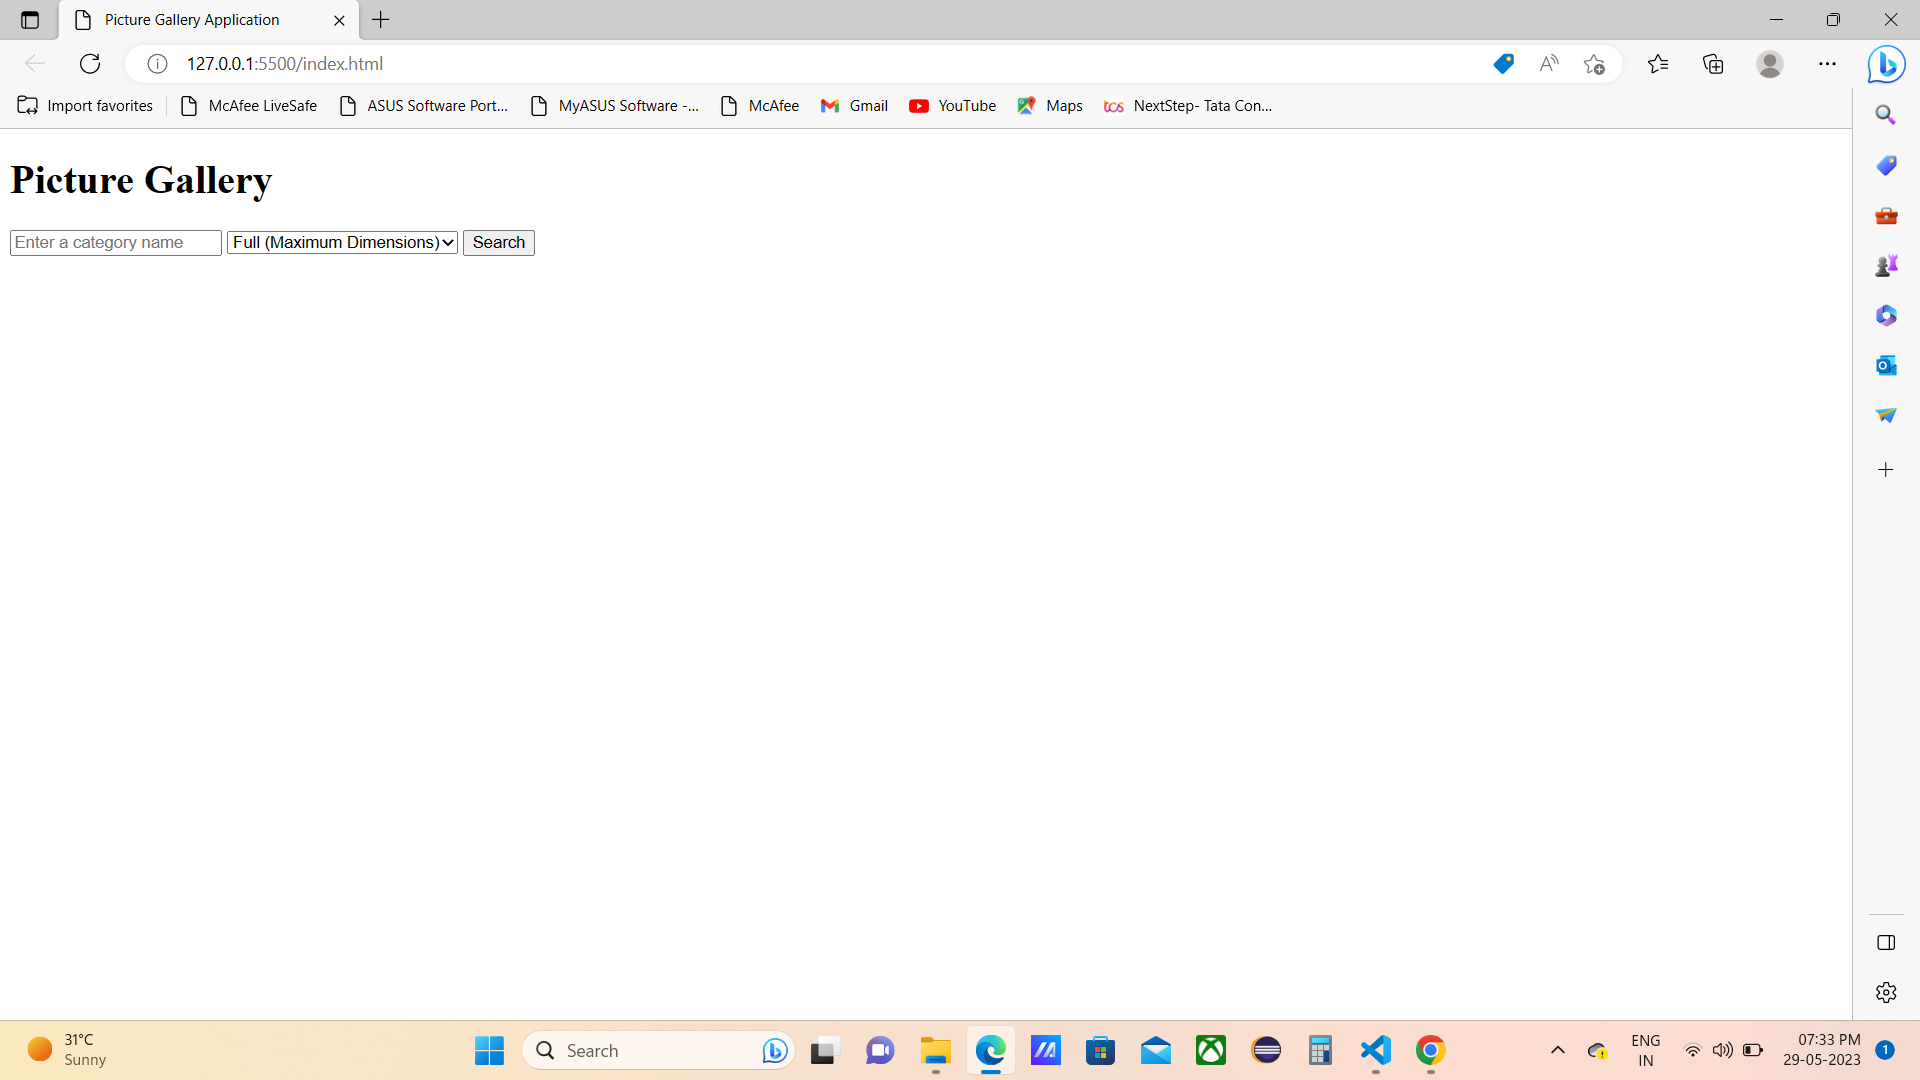 Picture Gallery Application
127.0.0.1:5500/index.html
Import favorites McAfee LiveSafe ASUS Software Port... MyASUS Software -... McAfee Gmail YouTube Maps tcs NextStep- Tata Con...
Picture Gallery
Enter a category name Full (Maximum Dimensions) Search
31°C
Sunny
Search
ENG
IN
07:33 PM
29-05-2023
1